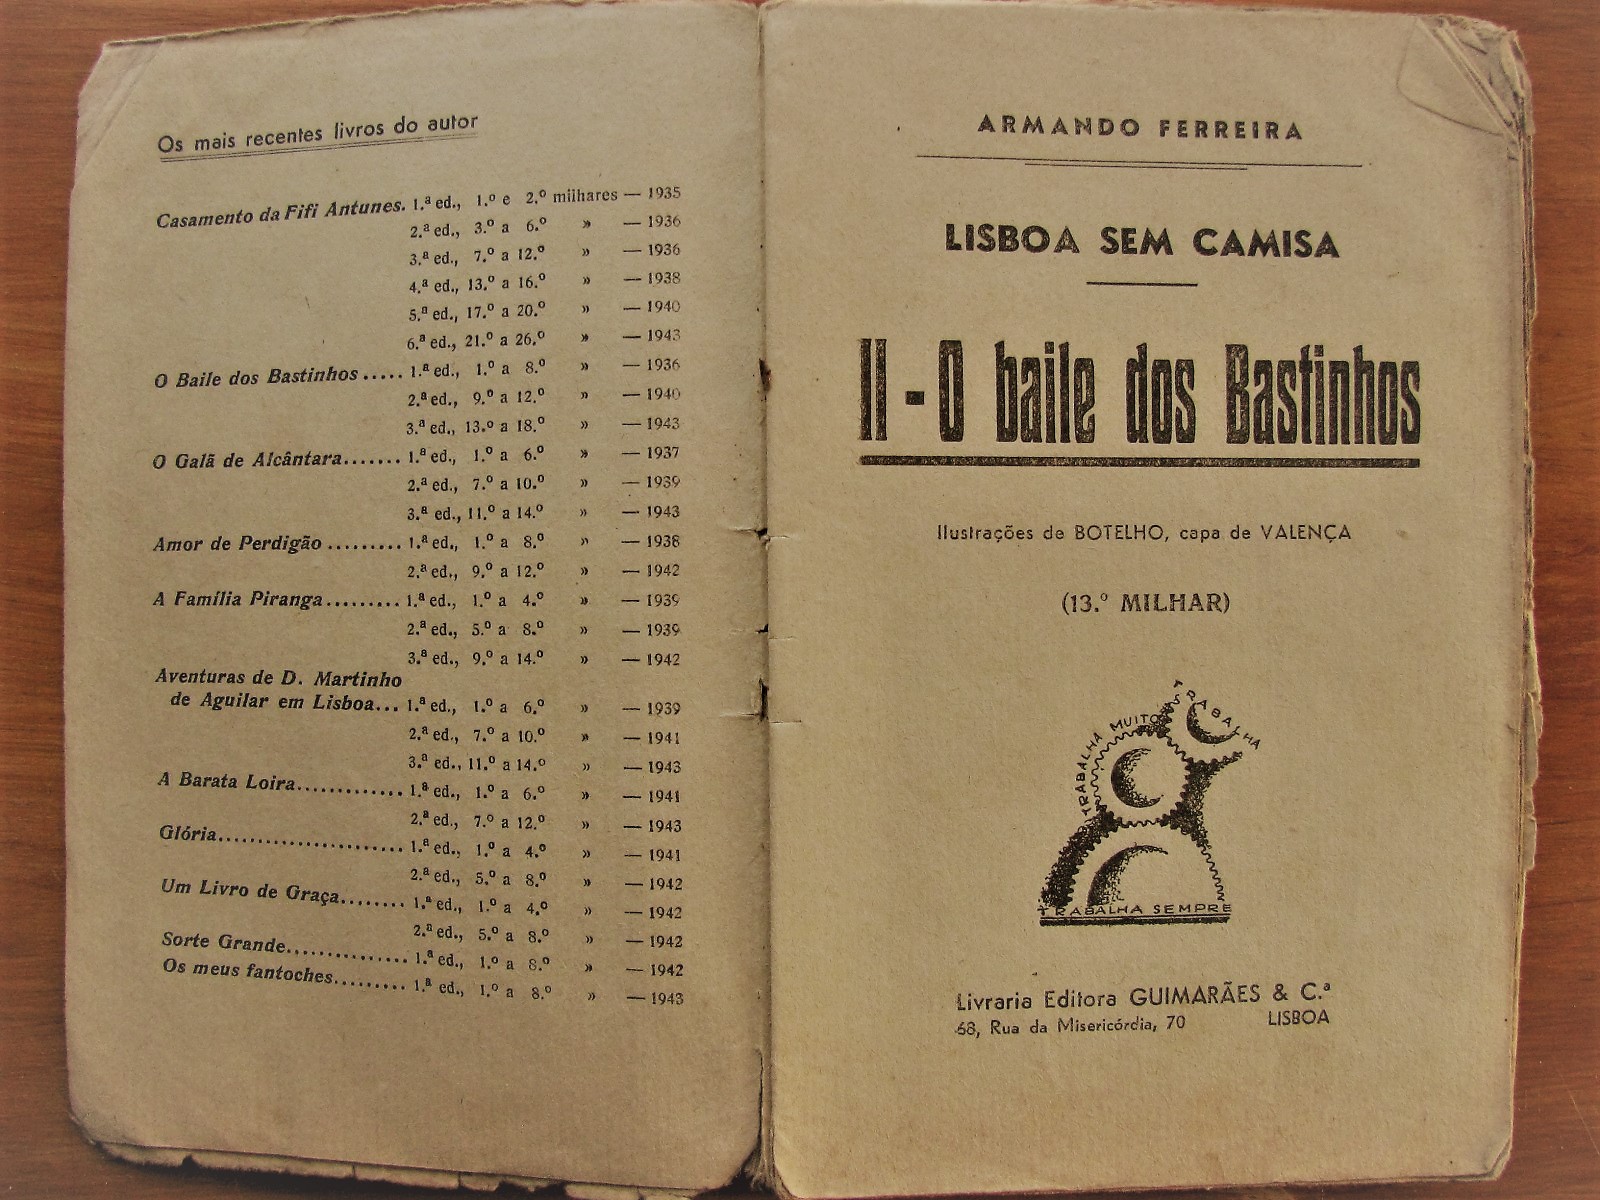 Os mais recentes livros do autor
Casamento da Fifi Antunes. 1.ª ed., 1.º e 2.º milhares — 1935
2.ª ed., 3.º a 6.º » — 1936
3.ª ed., 7.º a 12.º » — 1936
4.ª ed., 13.º a 16.º » — 1938
5.ª ed., 17.º a 20.º » — 1940
6.ª ed., 21.º a 26.º » — 1943
O Baile dos Bastinhos ..... 1.ª ed., 1.º a 8.º » — 1936
2.ª ed., 9.º a 12.º » — 1940
3.ª ed., 13.º a 18.º » — 1943
O Galã de Alcântara....... 1.ª ed., 1.º a 6.º » — 1937
2.ª ed., 7.º a 10.º » — 1939
3.ª ed., 11.º a 14.º » — 1943
Amor de Perdigão ......... 1.ª ed., 1.º a 8.º » — 1938
2.ª ed., 9.º a 12.º » — 1942
A Família Piranga......... 1.ª ed., 1.º a 4.º » — 1939
2.ª ed., 5.º a 8.º » — 1939
3.ª ed., 9.º a 14.º » — 1942
Aventuras de D. Martinho
de Aguilar em Lisboa... 1.ª ed., 1.º a 6.º » — 1939
2.ª ed., 7.º a 10.º » — 1941
3.ª ed., 11.º a 14.º » — 1943
A Barata Loira............. 1.ª ed., 1.º a 6.º » — 1941
2.ª ed., 7.º a 12.º » — 1943
Glória....................... 1.ª ed., 1.º a 4.º » — 1941
2.ª ed., 5.º a 8.º » — 1942
Um Livro de Graça........ 1.ª ed., 1.º a 4.º » — 1942
2.ª ed., 5.º a 8.º » — 1942
Sorte Grande............... 1.ª ed., 1.º a 8.º » — 1942
Os meus fantoches......... 1.ª ed., 1.º a 8.º » — 1943
ARMANDO FERREIRA
LISBOA SEM CAMISA
II - O baile dos Bastinhos
Ilustrações de BOTELHO, capa de VALENÇA
(13.º MILHAR)
TRABALHA MUITO
TRABALHA
TRABALHA SEMPRE
Livraria Editora GUIMARÃES & C.ª
68, Rua da Misericórdia, 70 LISBOA